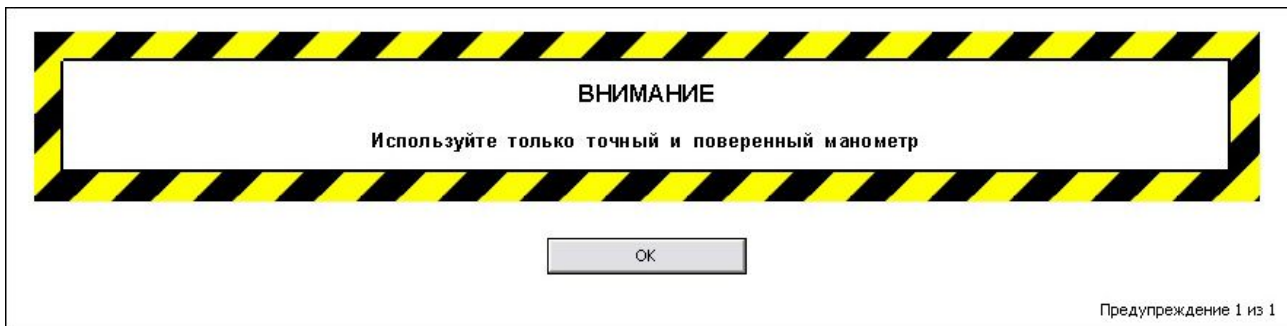 ВНИМАНИЕ
Используйте только точный и поверенный манометр
OK
Предупреждение 1 из 1